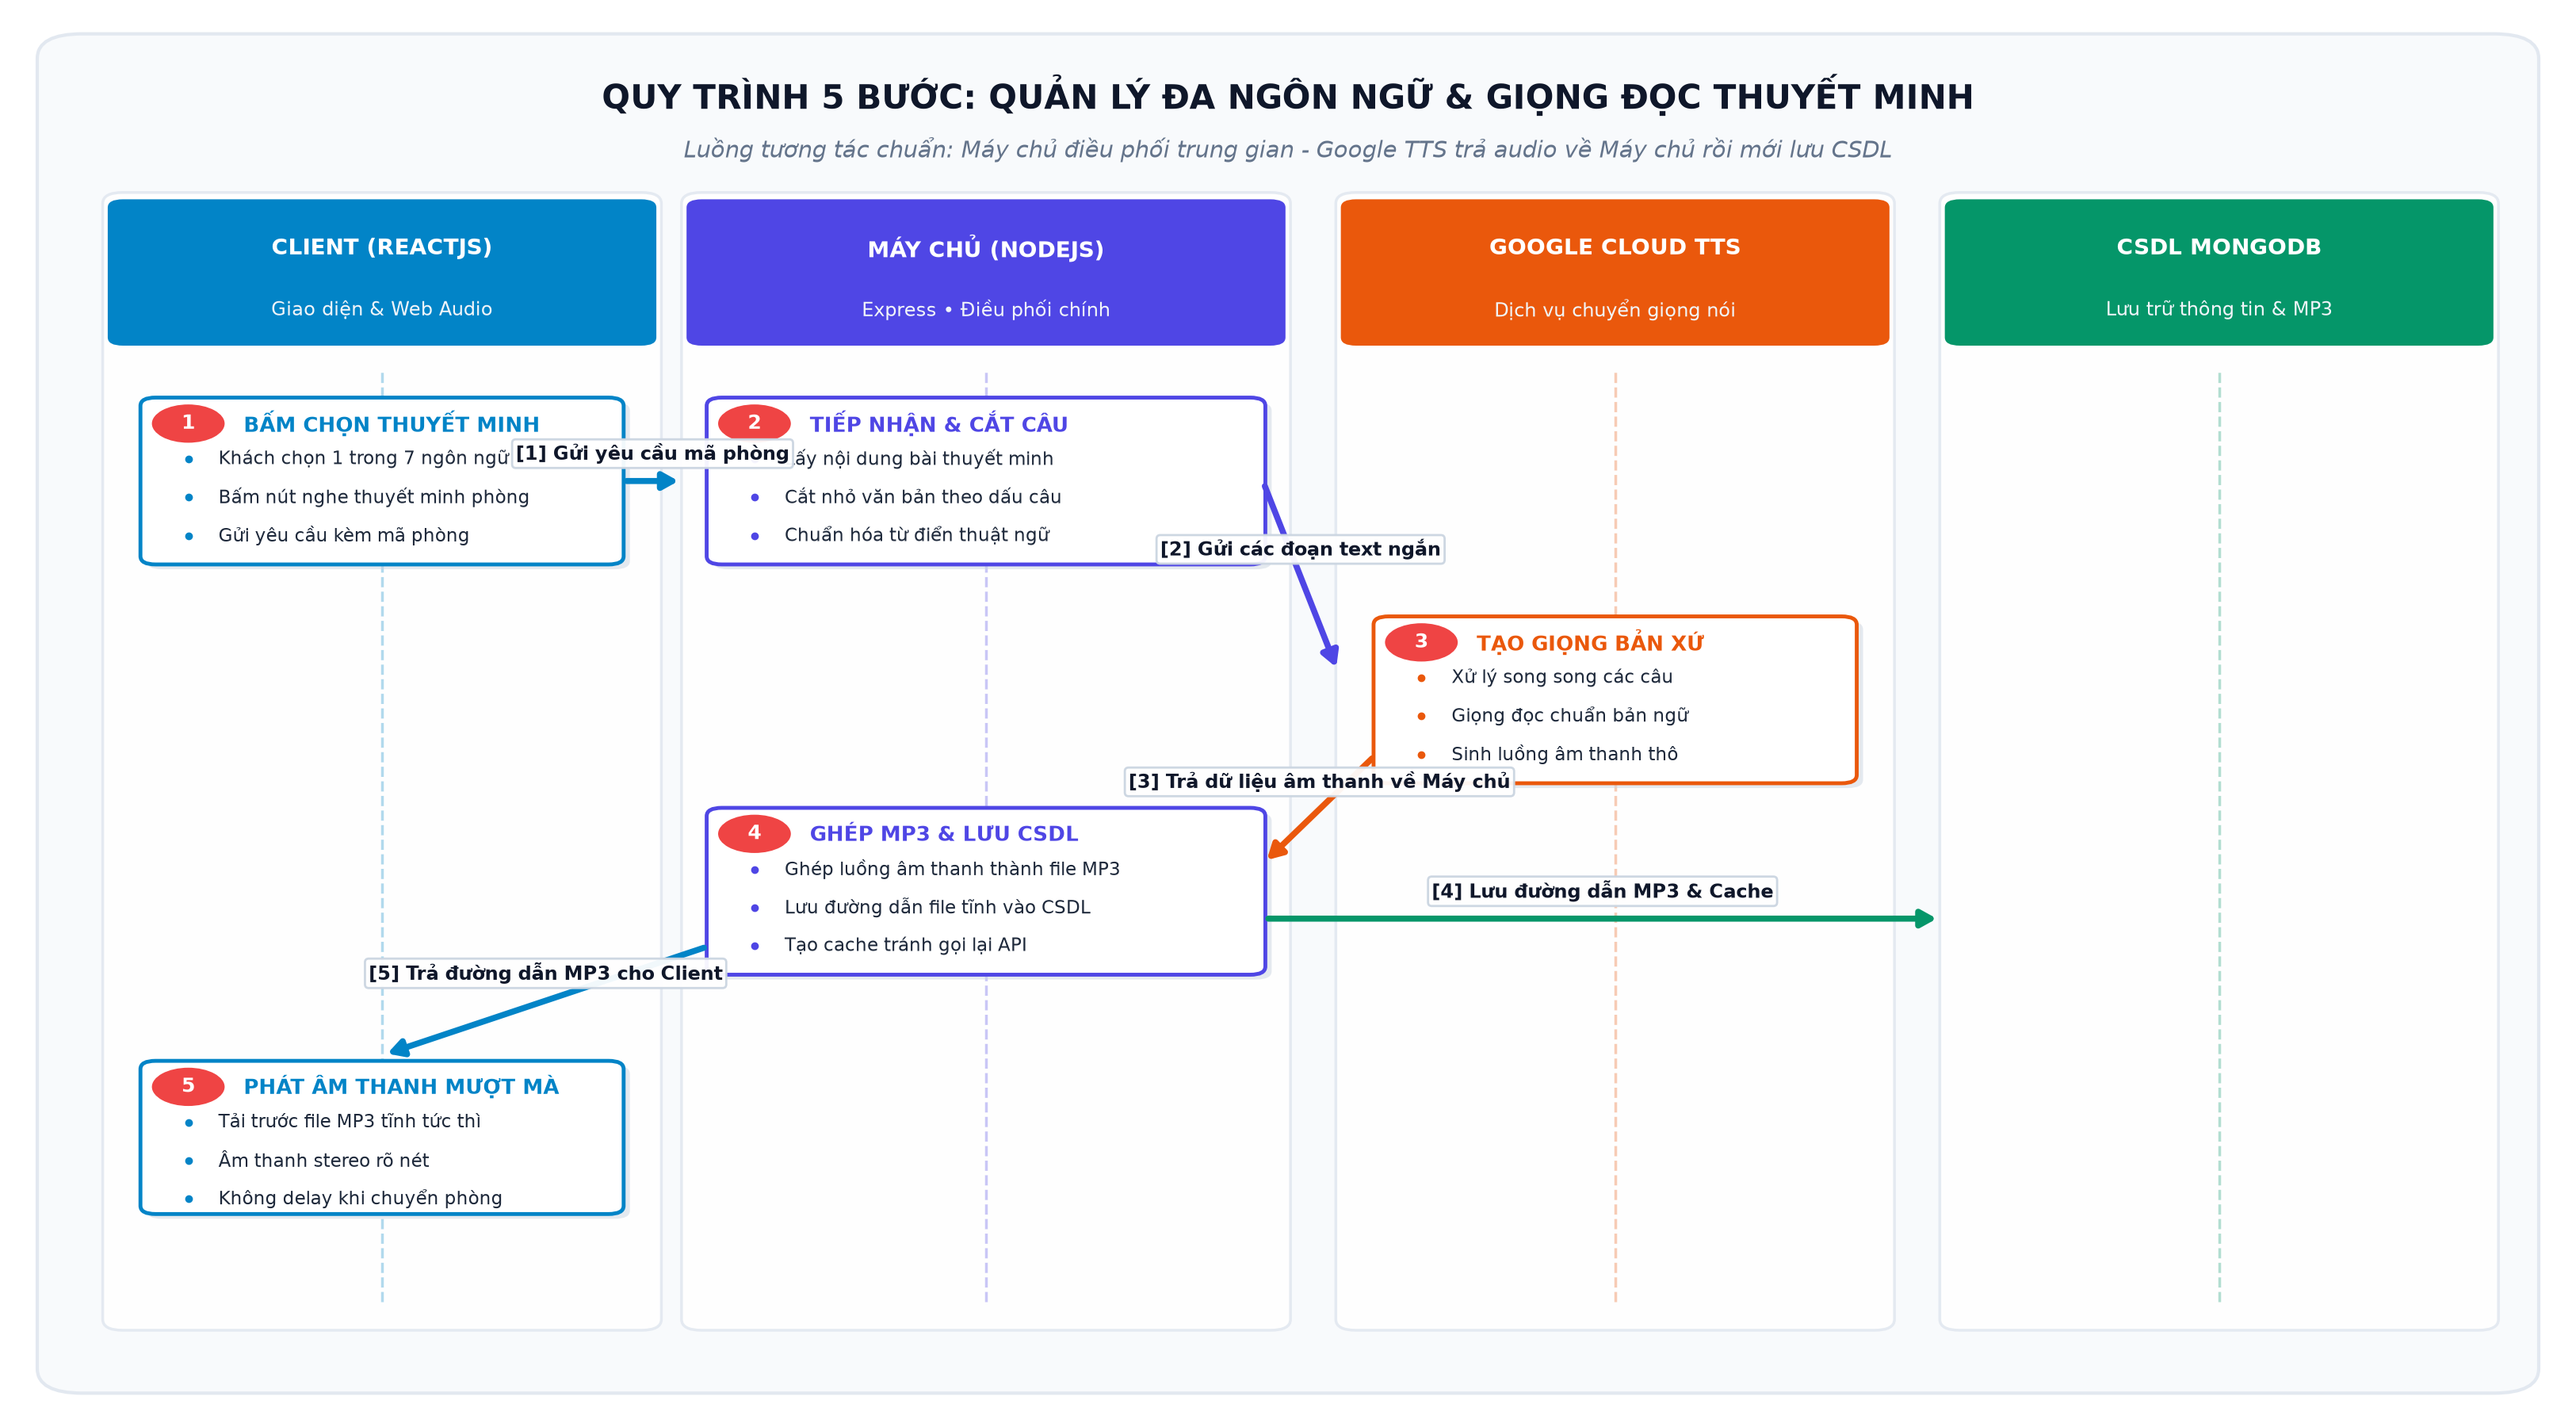 QUY TRÌNH 5 BƯỚC: QUẢN LÝ ĐA NGÔN NGỮ & GIỌNG ĐỌC THUYẾT MINH
Luồng tương tác chuẩn: Máy chủ điều phối trung gian - Google TTS trả audio về Máy chủ rồi mới lưu CSDL
CLIENT (REACTJS)
Giao diện & Web Audio
MÁY CHỦ (NODEJS)
Express • Điều phối chính
GOOGLE CLOUD TTS
Dịch vụ chuyển giọng nói
CSDL MONGODB
Lưu trữ thông tin & MP3
1 BẤM CHỌN THUYẾT MINH
• Khách chọn 1 trong 7 ngôn ngữ
• Bấm nút nghe thuyết minh phòng
• Gửi yêu cầu kèm mã phòng
[1] Gửi yêu cầu mã phòng
2 TIẾP NHẬN & CẮT CÂU
nội dung bài thuyết minh
• Cắt nhỏ văn bản theo dấu câu
• Chuẩn hóa từ điển thuật ngữ
[2] Gửi các đoạn text ngắn
3 TẠO GIỌNG BẢN XỨ
• Xử lý song song các câu
• Giọng đọc chuẩn bản ngữ
• Sinh luồng âm thanh thô
[3] Trả dữ liệu âm thanh về Máy chủ
4 GHÉP MP3 & LƯU CSDL
• Ghép luồng âm thanh thành file MP3
• Lưu đường dẫn file tĩnh vào CSDL
• Tạo cache tránh gọi lại API
[4] Lưu đường dẫn MP3 & Cache
[5] Trả đường dẫn MP3 cho Client
5 PHÁT ÂM THANH MƯỢT MÀ
• Tải trước file MP3 tĩnh tức thì
• Âm thanh stereo rõ nét
• Không delay khi chuyển phòng